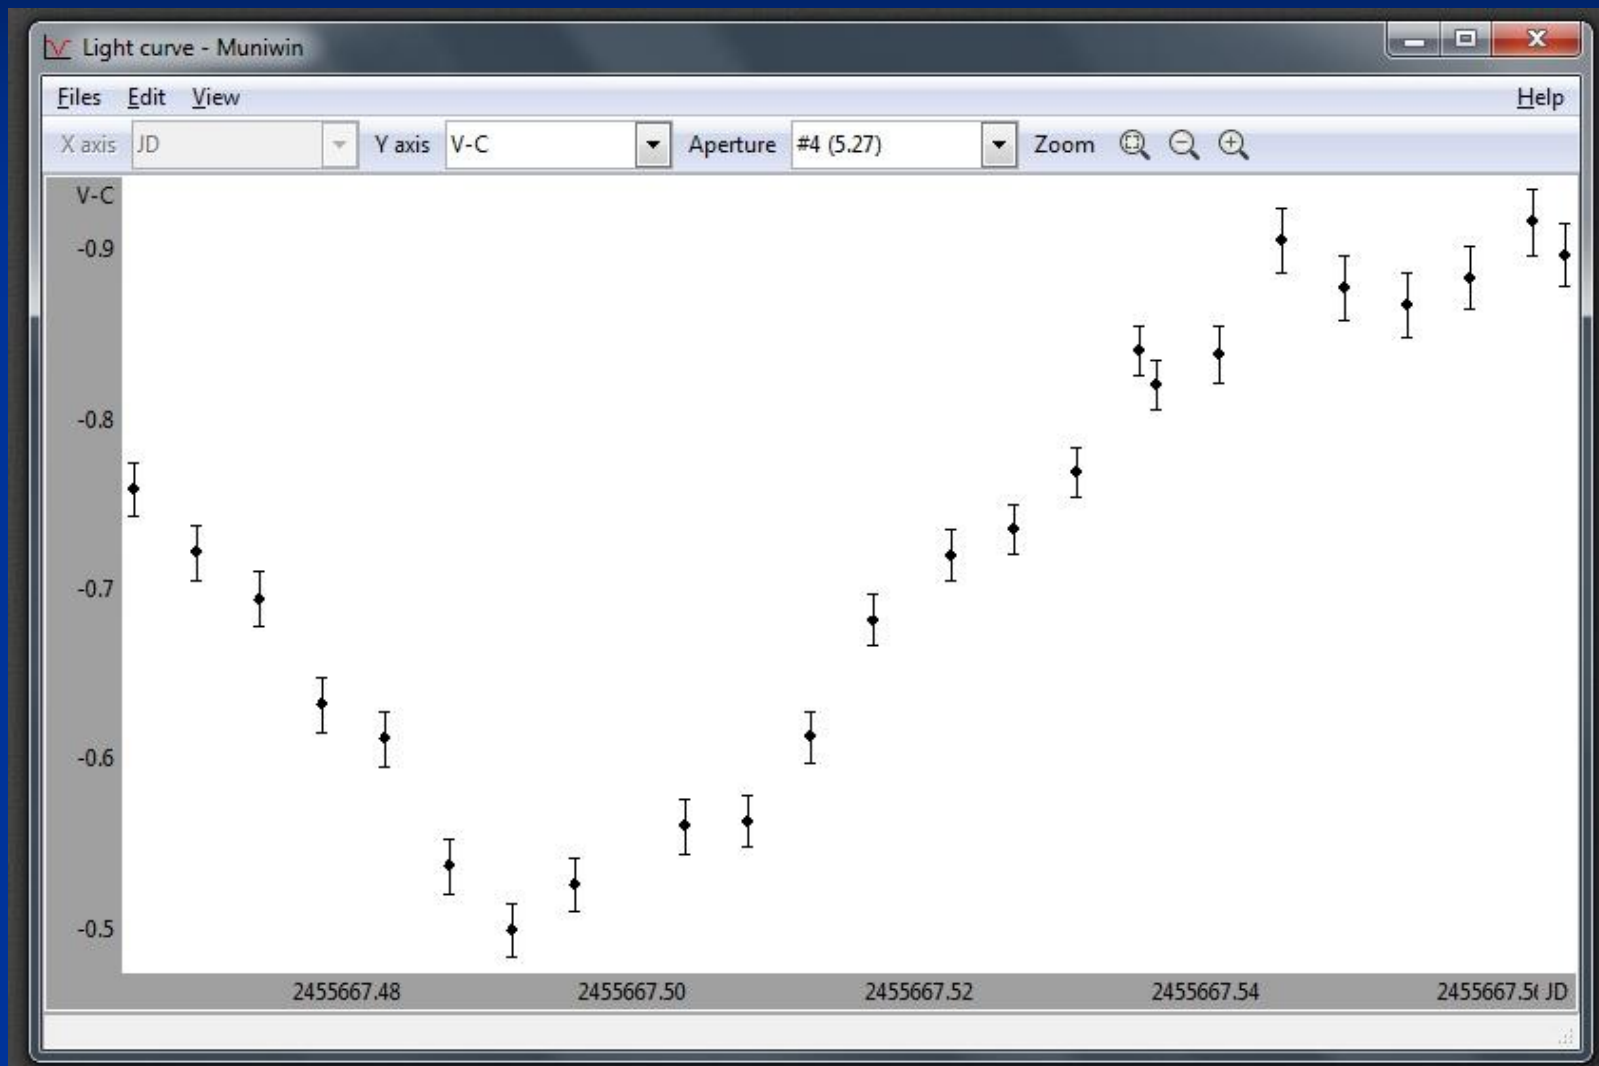 Light curve - Muniwin
Files Edit View Help
X axis JD Y axis V-C Aperture #4 (5.27) Zoom
V-C
-0.9
-0.8
-0.7
-0.6
-0.5
2455667.48 2455667.50 2455667.52 2455667.54 JD